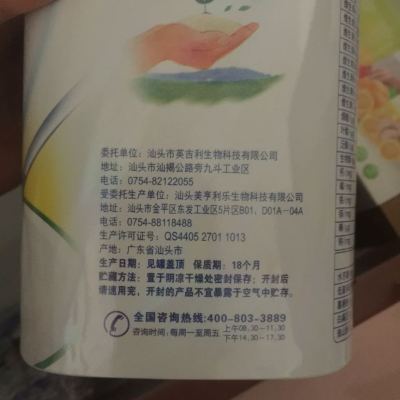 委托单位：汕头市英吉利生物科技有限公司
地址：汕头市汕揭公路旁九斗工业区
电话：0754-82122055
受委托生产单位：汕头美亨利乐生物科技有限公司
地址：汕头市金平区东发工业区5片区B01、D01A-04A
电话：0754-88118488
生产许可证号：QS4405 2701 1013
产地：广东省汕头市
生产日期：见罐盖顶 保质期：18个月
贮藏方法：置于阴凉干燥处密封保存；开封后
请速用完，开封的产品不宜暴露于空气中贮存。
全国咨询热线:400-803-3889
咨询时间：每周一至周五 上午08.30-11.30
下午14.30-17.30